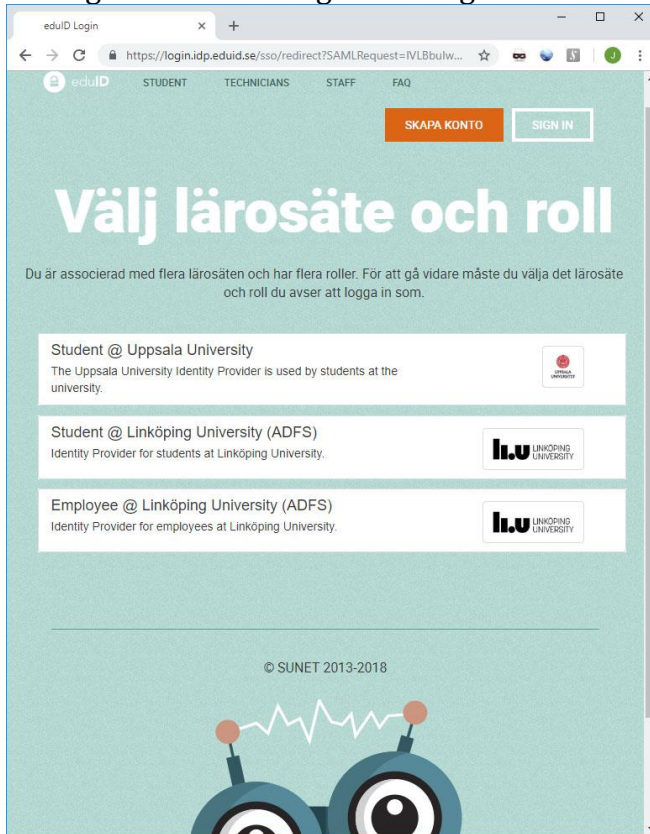 eduID Login
https://login.idp.eduid.se/sso/redirect?SAMLRequest=IVLBbulw...
eduID STUDENT TECHNICIANS STAFF FAQ
SKAPA KONTO SIGN IN
Välj lärosäte och roll
Du är associerad med flera lärosäten och har flera roller. För att gå vidare måste du välja det lärosäte
och roll du avser att logga in som.
Student @ Uppsala University
The Uppsala University Identity Provider is used by students at the
university.
UPPSALA
UNIVERSITET
Student @ Linköping University (ADFS)
Identity Provider for students at Linköping University.
LINKÖPING
UNIVERSITY
Employee @ Linköping University (ADFS)
Identity Provider for employees at Linköping University.
LINKÖPING
UNIVERSITY
© SUNET 2013-2018